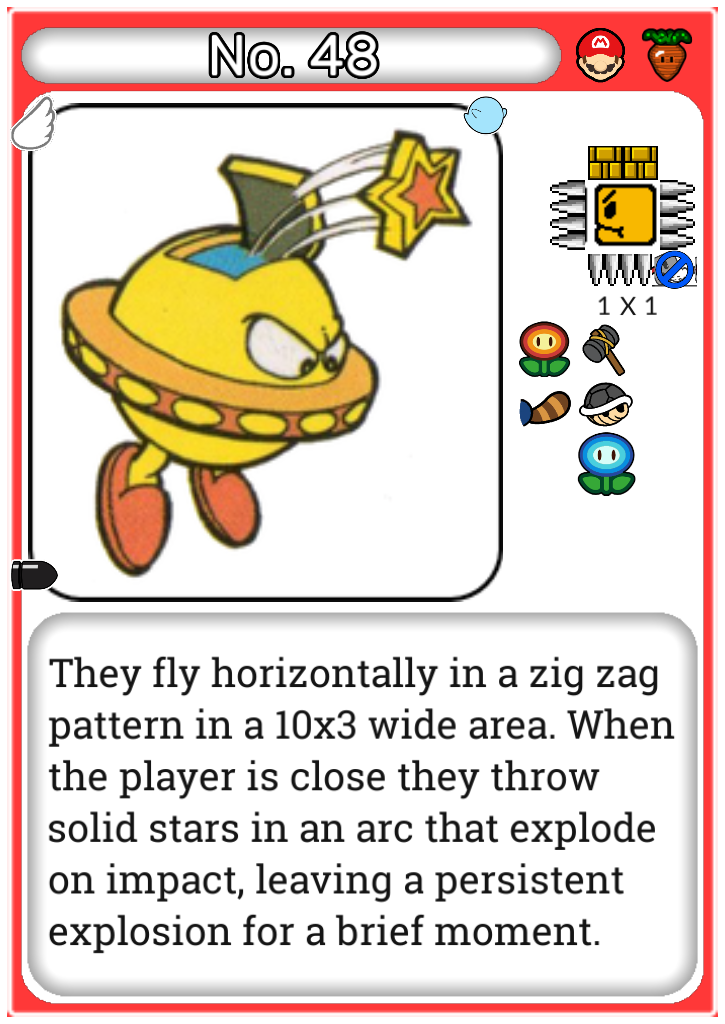 No. 48
1 X 1
They fly horizontally in a zig zag
pattern in a 10x3 wide area. When
the player is close they throw
solid stars in an arc that explode
on impact, leaving a persistent
explosion for a brief moment.